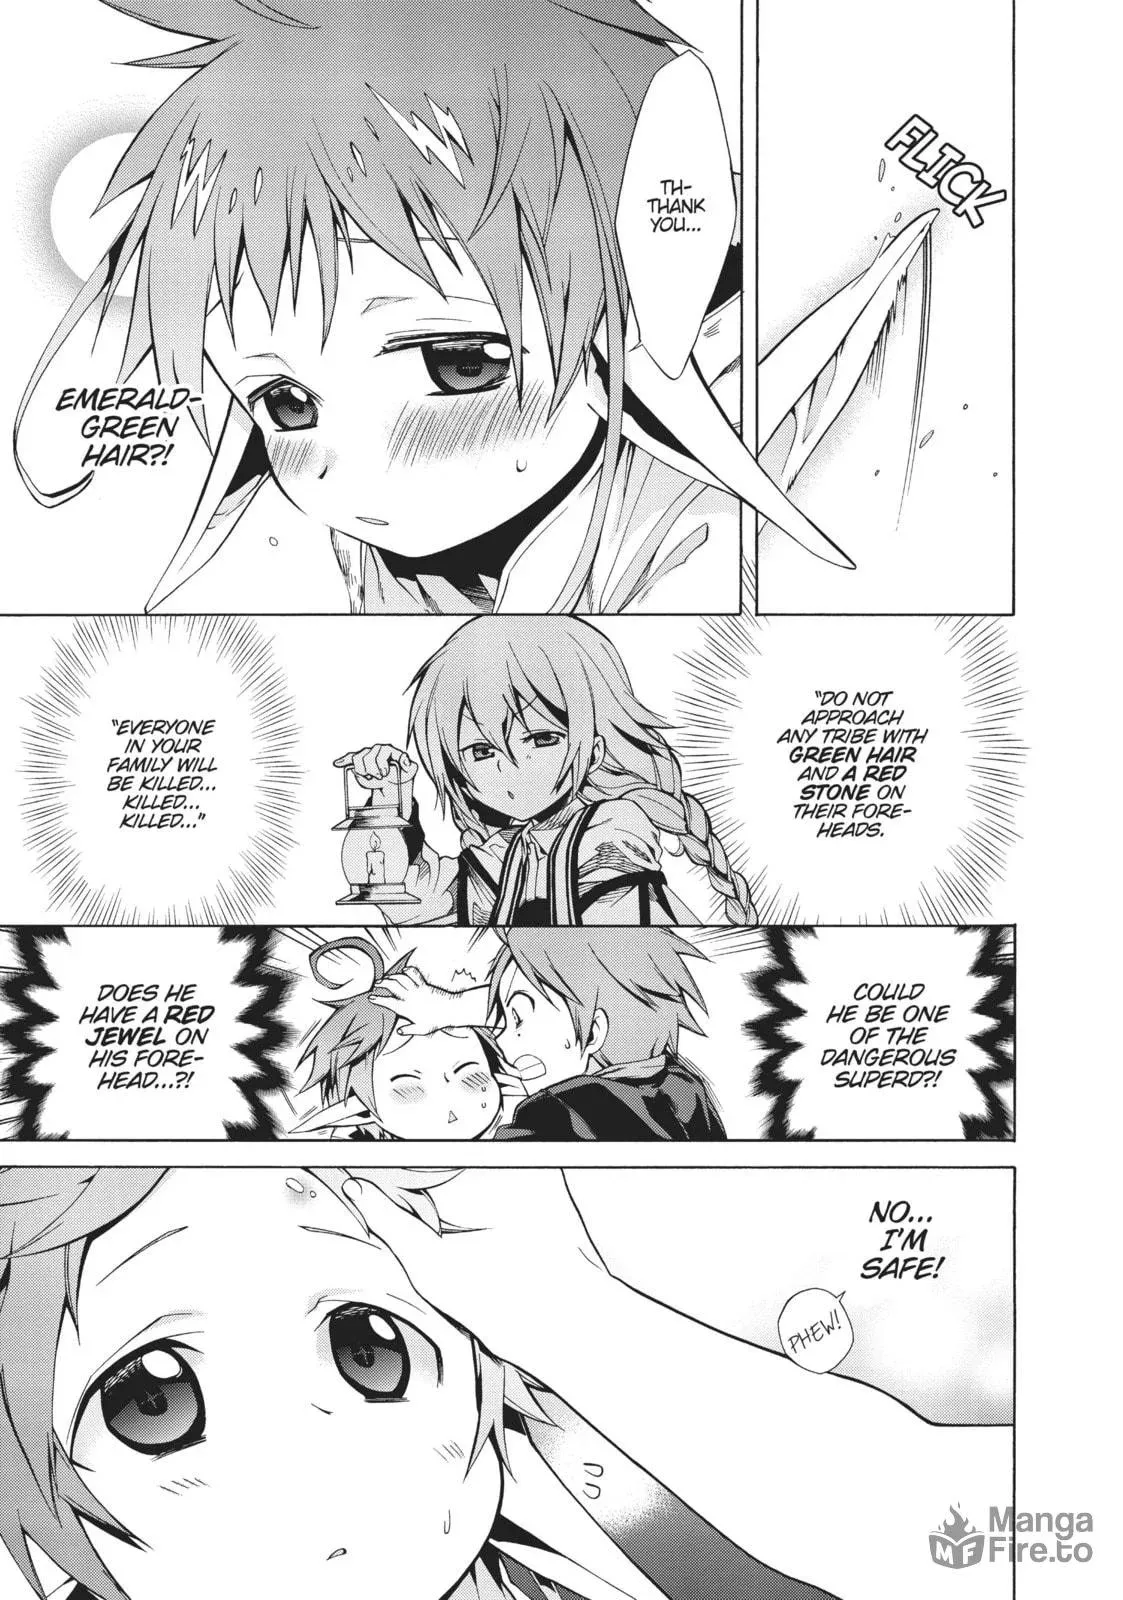 FLICK
TH-
THANK
YOU...
EMERALD-
GREEN
HAIR?!
"DO NOT
APPROACH
ANY TRIBE WITH
GREEN HAIR
AND A RED
STONE ON
THEIR FORE-
HEADS.
"EVERYONE
IN YOUR
FAMILY WILL
BE KILLED...
KILLED...
KILLED..."
COULD
HE BE ONE
OF THE
DANGEROUS
SUPERD?!
DOES HE
HAVE A RED
JEWEL ON
HIS FORE-
HEAD...?!
NO...
I'M
SAFE!
PHEW!
Manga
Fire.to
MF